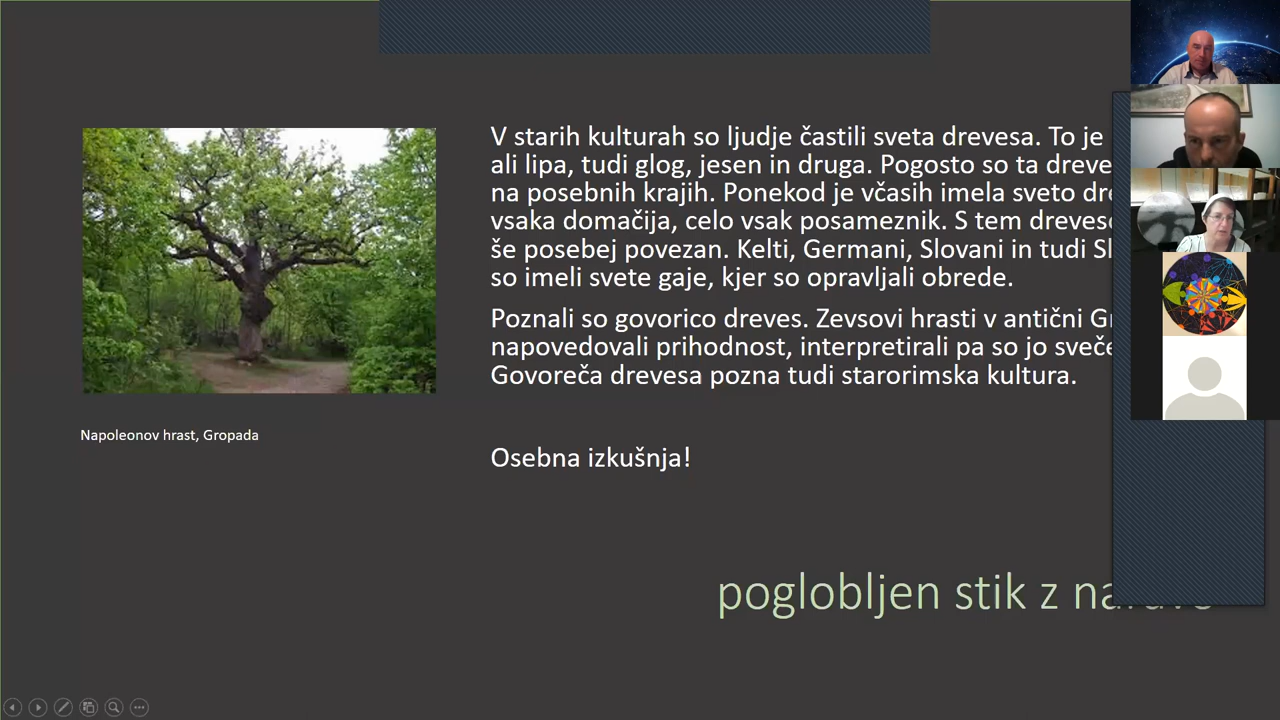 V starih kulturah so ljudje častili sveta drevesa. To je
ali lipa, tudi glog, jesen in druga. Pogosto so ta
na posebnih krajih. Ponekod je včasih imela sveto
vsaka domačija, celo vsak posameznik. S tem
še posebej povezan. Kelti, Germani, Slovani in tudi
so imeli svete gaje, kjer so opravljali obrede.
Poznali so govorico dreves. Zevsovi hrasti v antični
napovedovali prihodnost, interpretirali pa so jo
Govoreča drevesa pozna tudi starorimska kultura.
Napoleonov hrast, Gropada
Osebna izkušnja!
pogloboljen stik z